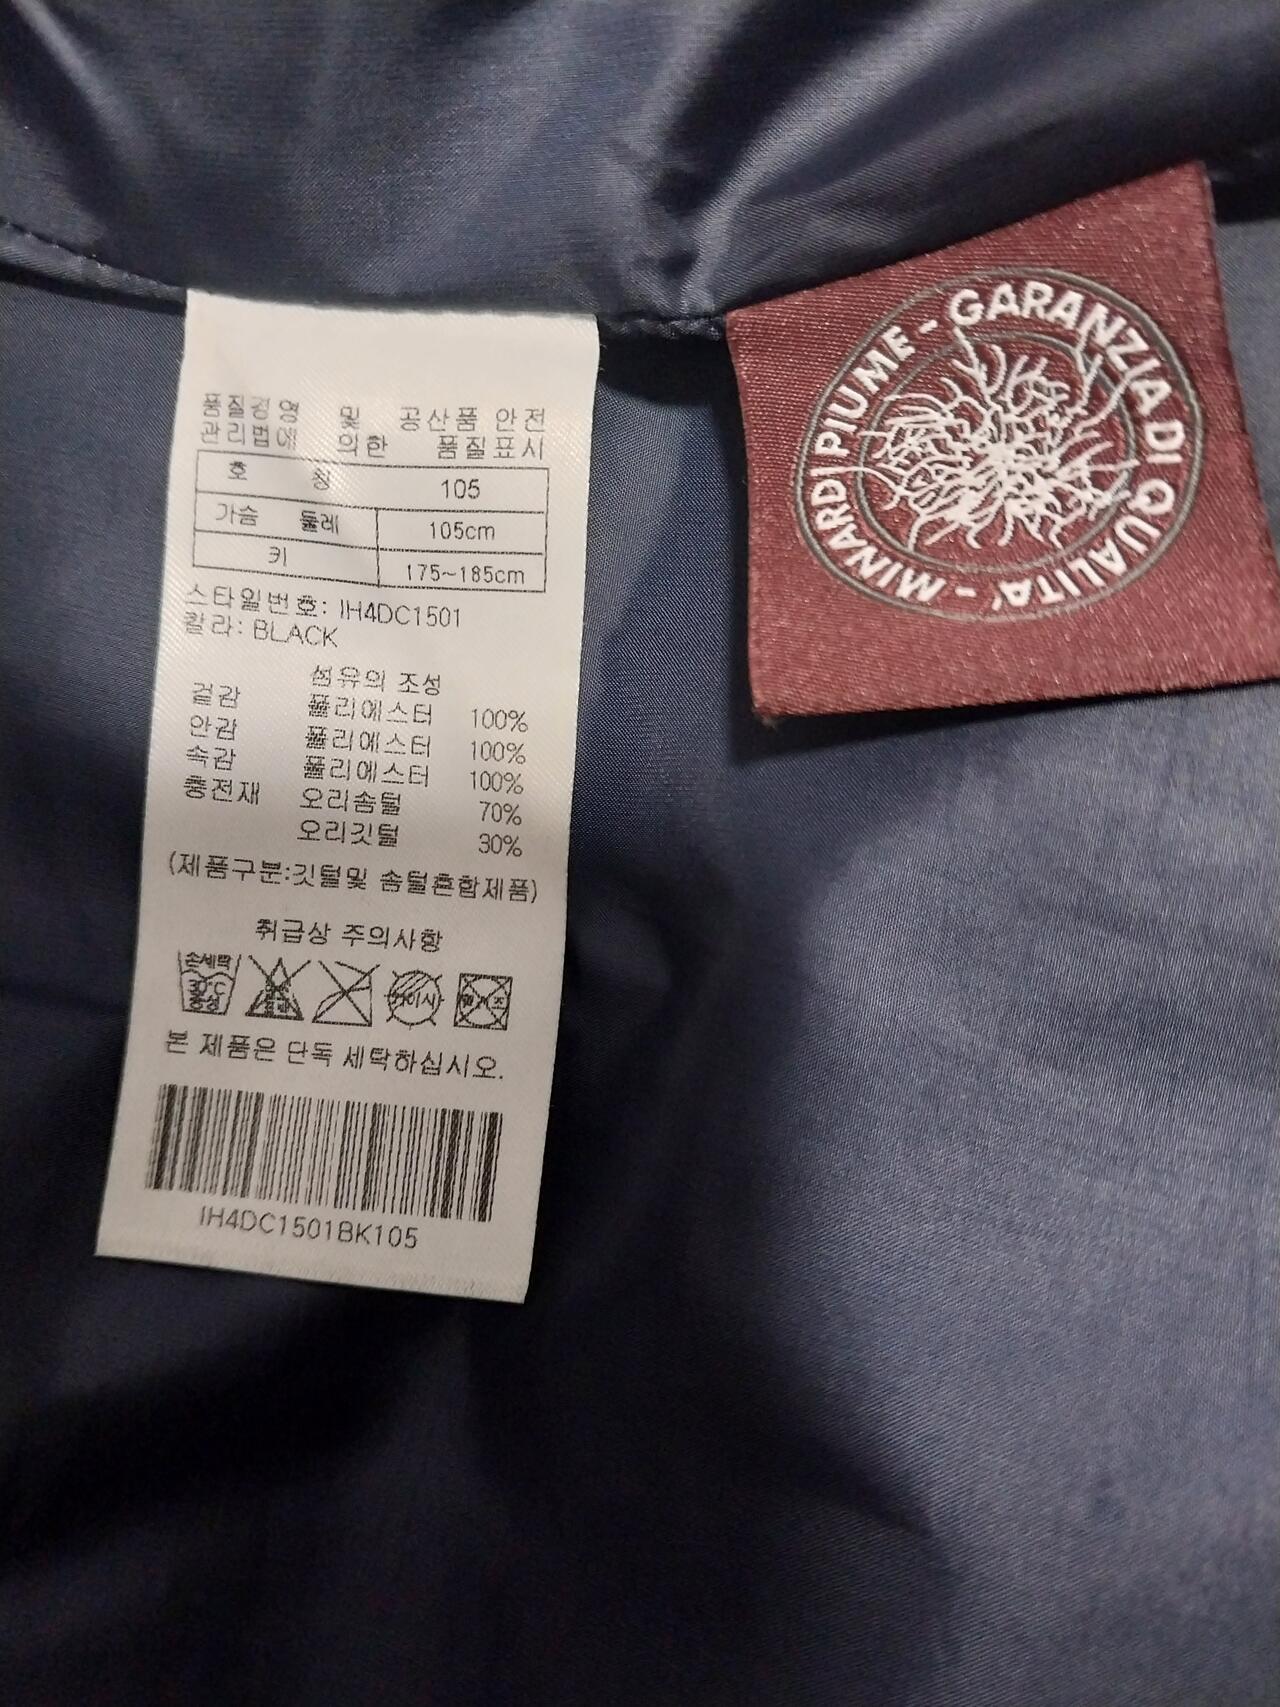 품질경영 및 공산품 안전
관리법에 의한 품질표시
호 칭 105
가슴 둘레 105cm
키 175~185cm
스타일번호: IH4DC1501
칼라: BLACK
섬유의 조성
겉감 폴리에스터 100%
안감 폴리에스터 100%
속감 폴리에스터 100%
충전재 오리솜털 70%
오리깃털 30%
(제품구분:깃털및 솜털혼합제품)
취급상 주의사항
손세탁
30°C
중성
본 제품은 단독 세탁하십시오.
IH4DC1501BK105
MINARDI PIUME - GARANZIA DI QUALITA' -